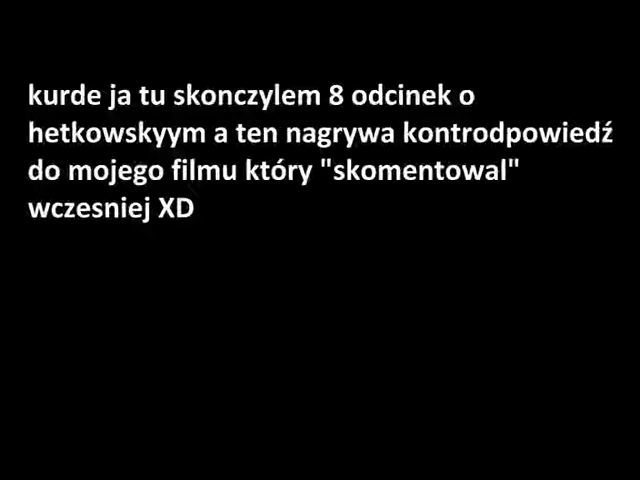 kurde ja tu skonczylem 8 odcinek o
hetkowskyym a ten nagrywa kontrodpowiedź
do mojego filmu który "skomentowal"
wczesniej XD